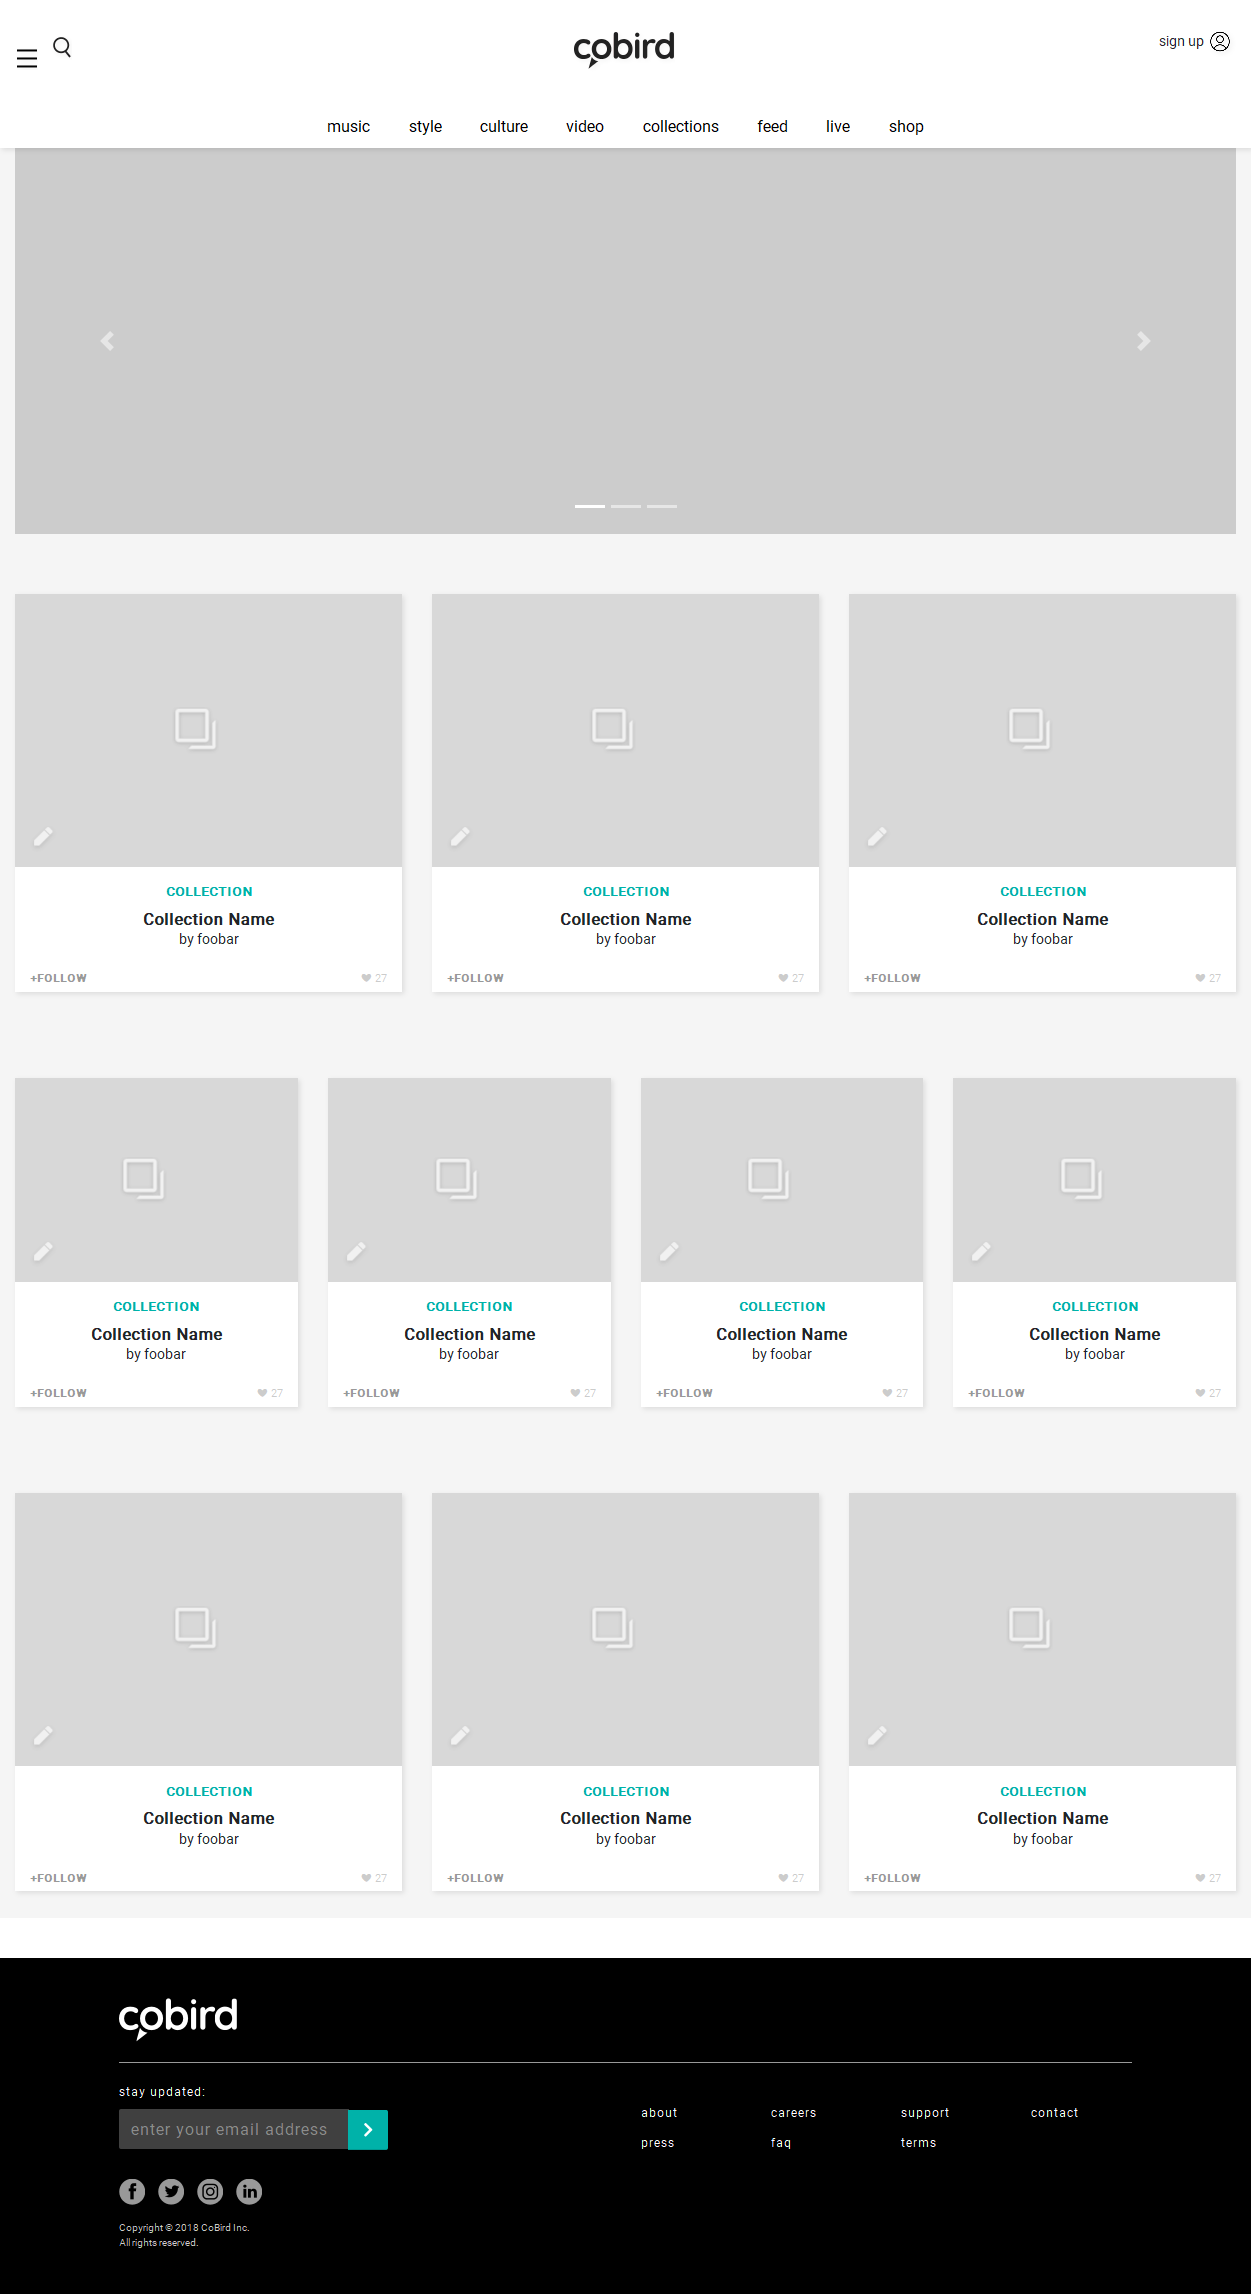 cobird
sign up
music style culture video collections feed live shop
COLLECTION COLLECTION COLLECTION
Collection Name Collection Name Collection Name
by foobar by foobar by foobar
+FOLLOW 27 +FOLLOW 27 +FOLLOW 27
COLLECTION COLLECTION COLLECTION COLLECTION
Collection Name Collection Name Collection Name Collection Name
by foobar by foobar by foobar by foobar
+FOLLOW 27 +FOLLOW 27 +FOLLOW 27 +FOLLOW 27
COLLECTION COLLECTION COLLECTION
Collection Name Collection Name Collection Name
by foobar by foobar by foobar
+FOLLOW 27 +FOLLOW 27 +FOLLOW 27
cobird
stay updated:
enter your email address
about careers support contact
press faq terms
Copyright © 2018 CoBird Inc.
All rights reserved.